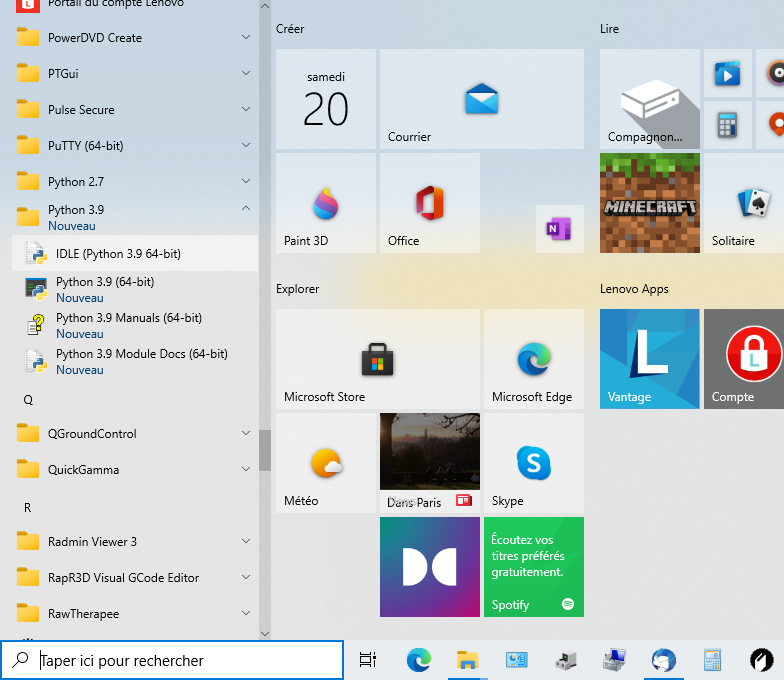 Portail du compte Lenovo
PowerDVD Create
PTGui
Pulse Secure
PuTTY (64-bit)
Python 2.7
Python 3.9
Nouveau
IDLE (Python 3.9 64-bit)
Python 3.9 (64-bit)
Nouveau
Python 3.9 Manuals (64-bit)
Nouveau
Python 3.9 Module Docs (64-bit)
Nouveau
Q
QGroundControl
QuickGamma
R
Radmin Viewer 3
RapR3D Visual GCode Editor
RawTherapee
Créer
samedi
20
Courrier
Paint 3D
Office
N
Explorer
Microsoft Store
Microsoft Edge
Météo
Dans Paris
S
Skype
Écoutez vos
titres préférés
gratuitement.
Spotify
Lire
Compagnon...
MINECRAFT
Solitaire
Lenovo Apps
L
Vantage
L
Compte
Taper ici pour rechercher